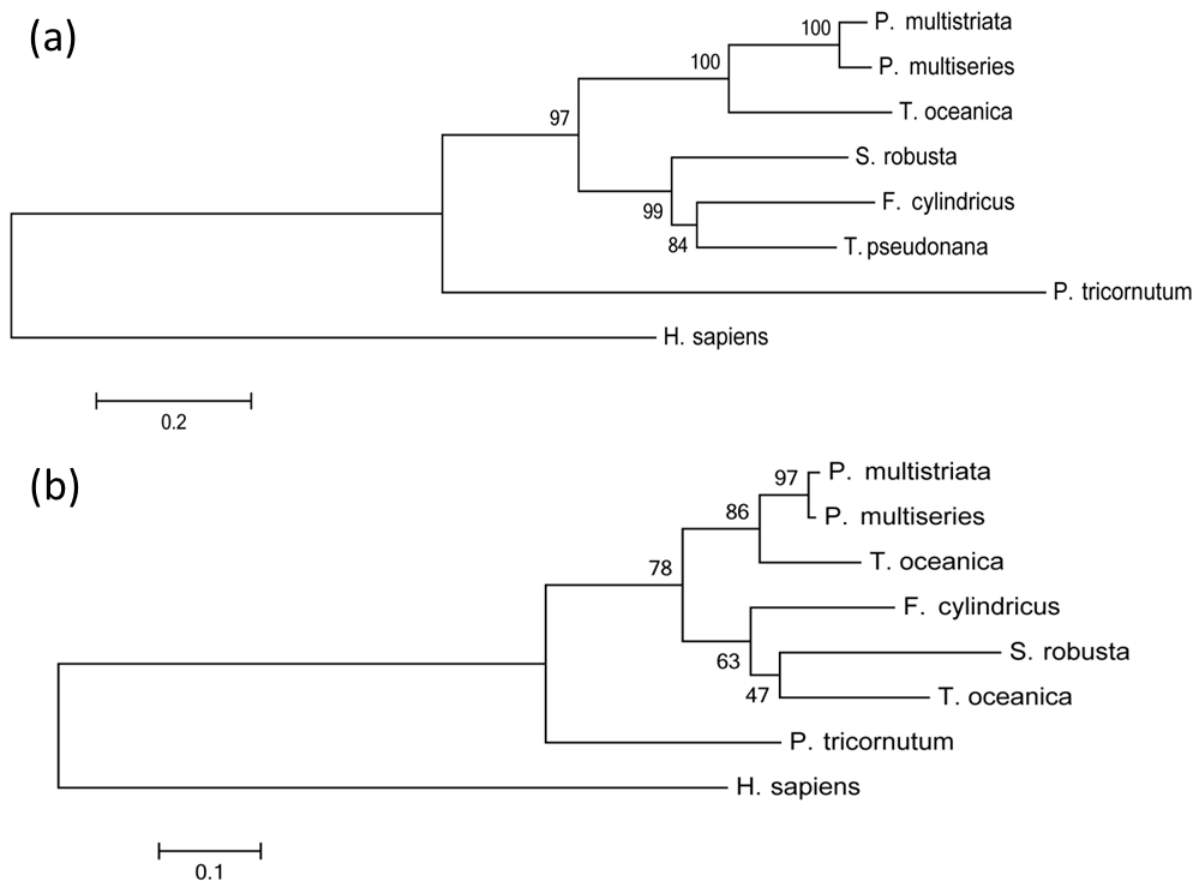 (a)
100
P. multistriata
100
P. multiseries
97
T. oceanica
S. robusta
99
F. cylindricus
84
T. pseudonana
P. tricornutum
H. sapiens
0.2
(b)
97
P. multistriata
86
P. multiseries
78
T. oceanica
F. cylindricus
63
S. robusta
47
T. oceanica
P. tricornutum
H. sapiens
0.1